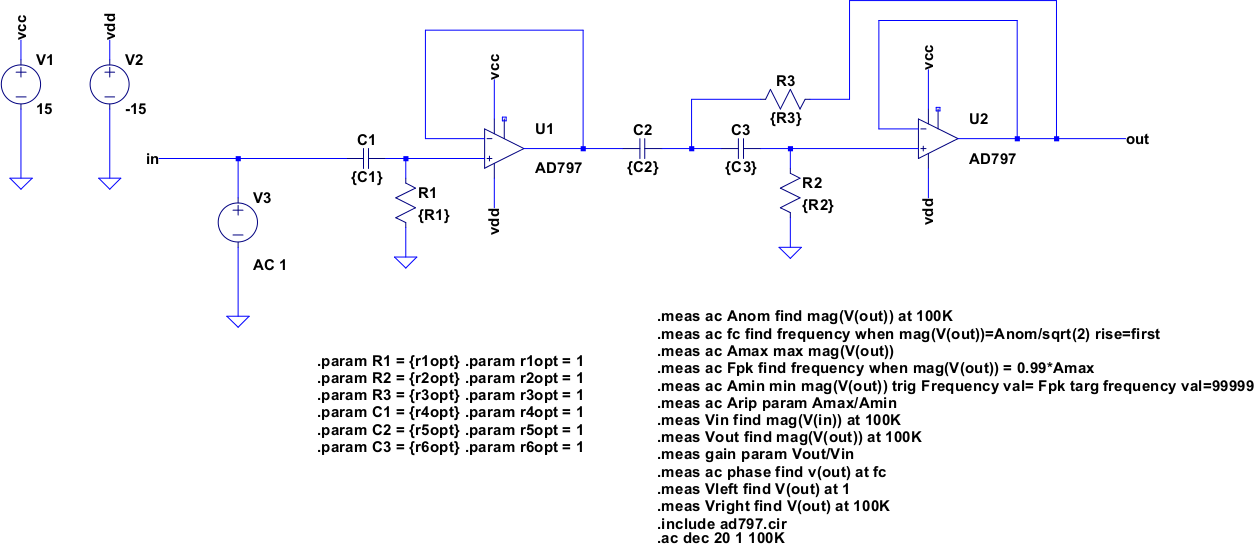 vcc
V1
15
vdd
V2
-15
in
V3
AC 1
C1
{C1}
R1
{R1}
vcc
U1
AD797
vdd
C2
{C2}
R3
{R3}
C3
{C3}
R2
{R2}
vcc
U2
AD797
vdd
out
.param R1 = {r1opt} .param r1opt = 1
.param R2 = {r2opt} .param r2opt = 1
.param R3 = {r3opt} .param r3opt = 1
.param C1 = {r4opt} .param r4opt = 1
.param C2 = {r5opt} .param r5opt = 1
.param C3 = {r6opt} .param r6opt = 1
.meas ac Anom find mag(V(out)) at 100K
.meas ac fc find frequency when mag(V(out))=Anom/sqrt(2) rise=first
.meas ac Amax max mag(V(out))
.meas ac Fpk find frequency when mag(V(out)) = 0.99*Amax
.meas ac Amin min mag(V(out)) trig Frequency val= Fpk targ frequency val=99999
.meas ac Arip param Amax/Amin
.meas Vin find mag(V(in)) at 100K
.meas Vout find mag(V(out)) at 100K
.meas gain param Vout/Vin
.meas ac phase find v(out) at fc
.meas Vleft find V(out) at 1
.meas Vright find V(out) at 100K
.include ad797.cir
.ac dec 20 1 100K